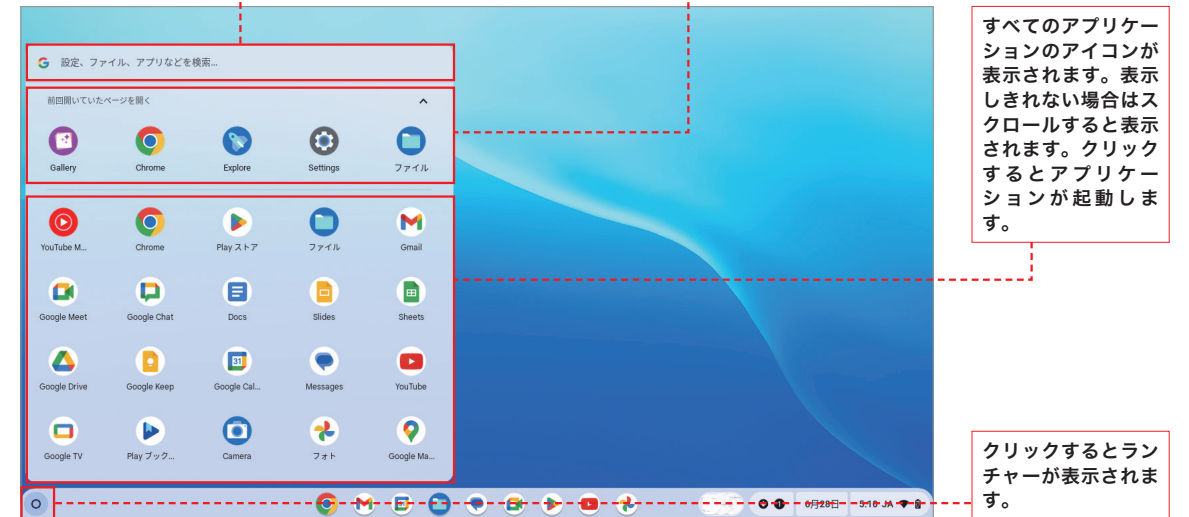 設定、ファイル、アプリなどを検索...
前回開いていたページを開く
Gallery
Chrome
Explore
Settings
ファイル
YouTube M...
Chrome
Play ストア
ファイル
Gmail
Google Meet
Google Chat
Docs
Slides
Sheets
Google Drive
Google Keep
Google Cal...
Messages
YouTube
Google TV
Play ブック...
Camera
フォト
Google Ma...
31
6月28日
5:10 JA
すべてのアプリケー
ションのアイコンが
表示されます。表示
しきれない場合はス
クロールすると表示
されます。クリック
するとアプリケー
ションが起動しま
す。
クリックするとラン
チャーが表示されま
す。